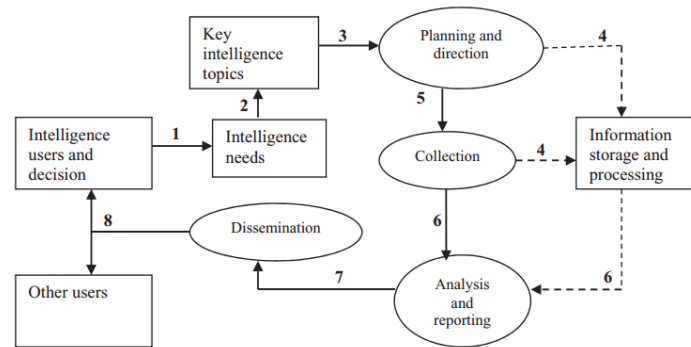 Key
intelligence
topics
3
Planning and
direction
4
2
5
Intelligence
users and
decision
1
Intelligence
needs
Collection
4
Information
storage and
processing
8
Dissemination
6
6
7
Other users
Analysis
and
reporting